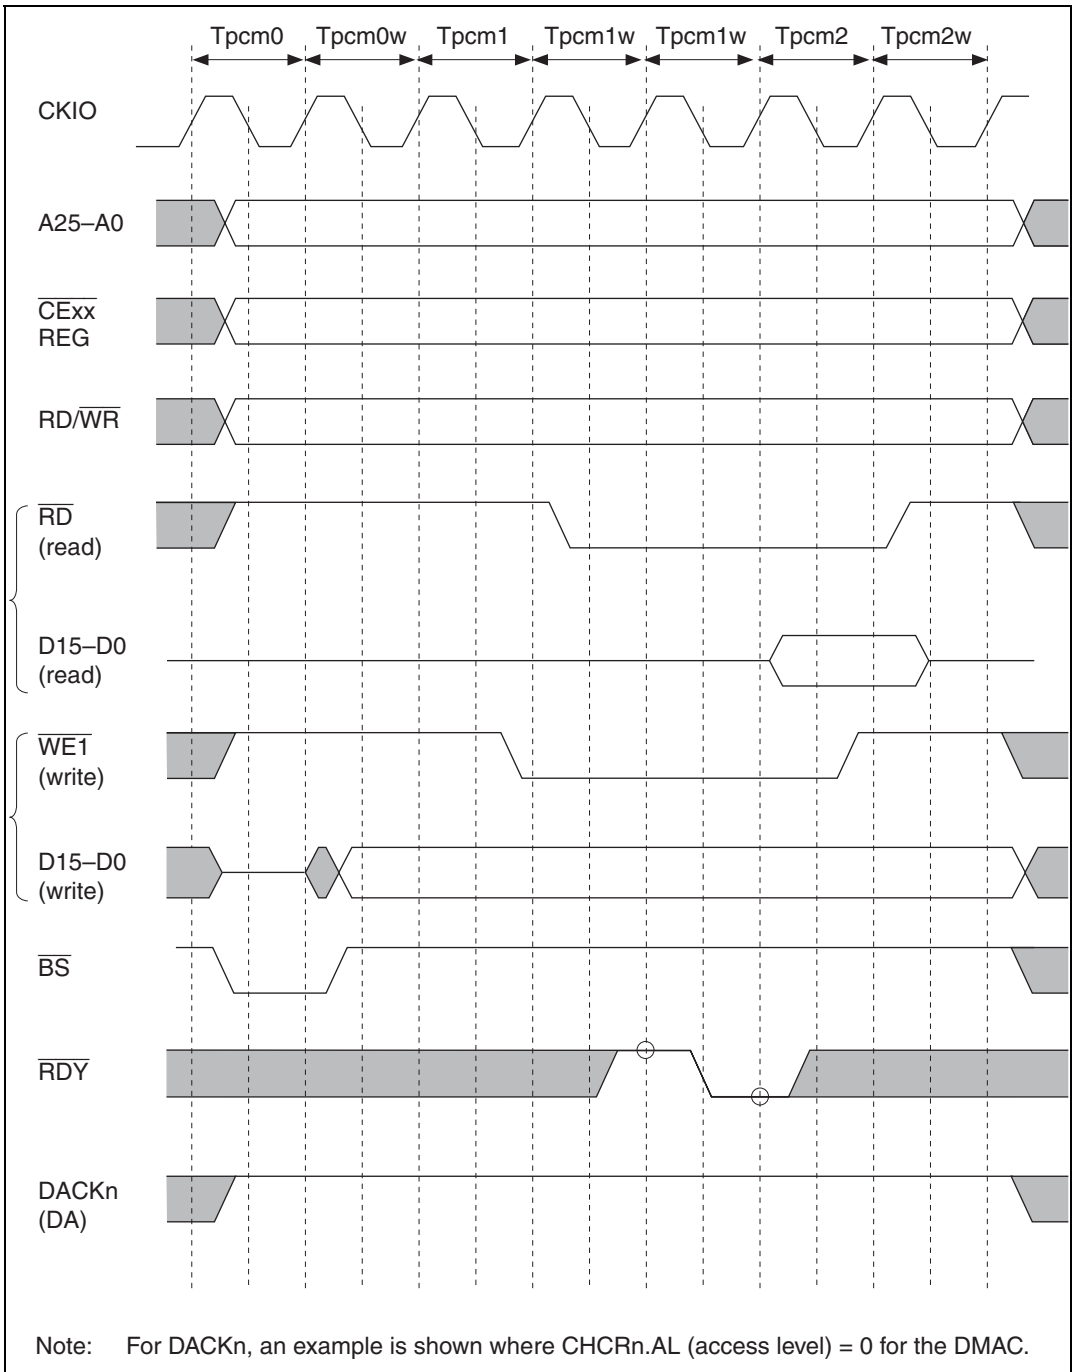 Tpcm0 Tpcm0w Tpcm1 Tpcm1w Tpcm1w Tpcm2 Tpcm2w
CKIO
A25–A0
CExx
REG
RD/WR
RD
(read)
D15–D0
(read)
WE1
(write)
D15–D0
(write)
BS
RDY
DACKn
(DA)
Note: For DACKn, an example is shown where CHCRn.AL (access level) = 0 for the DMAC.